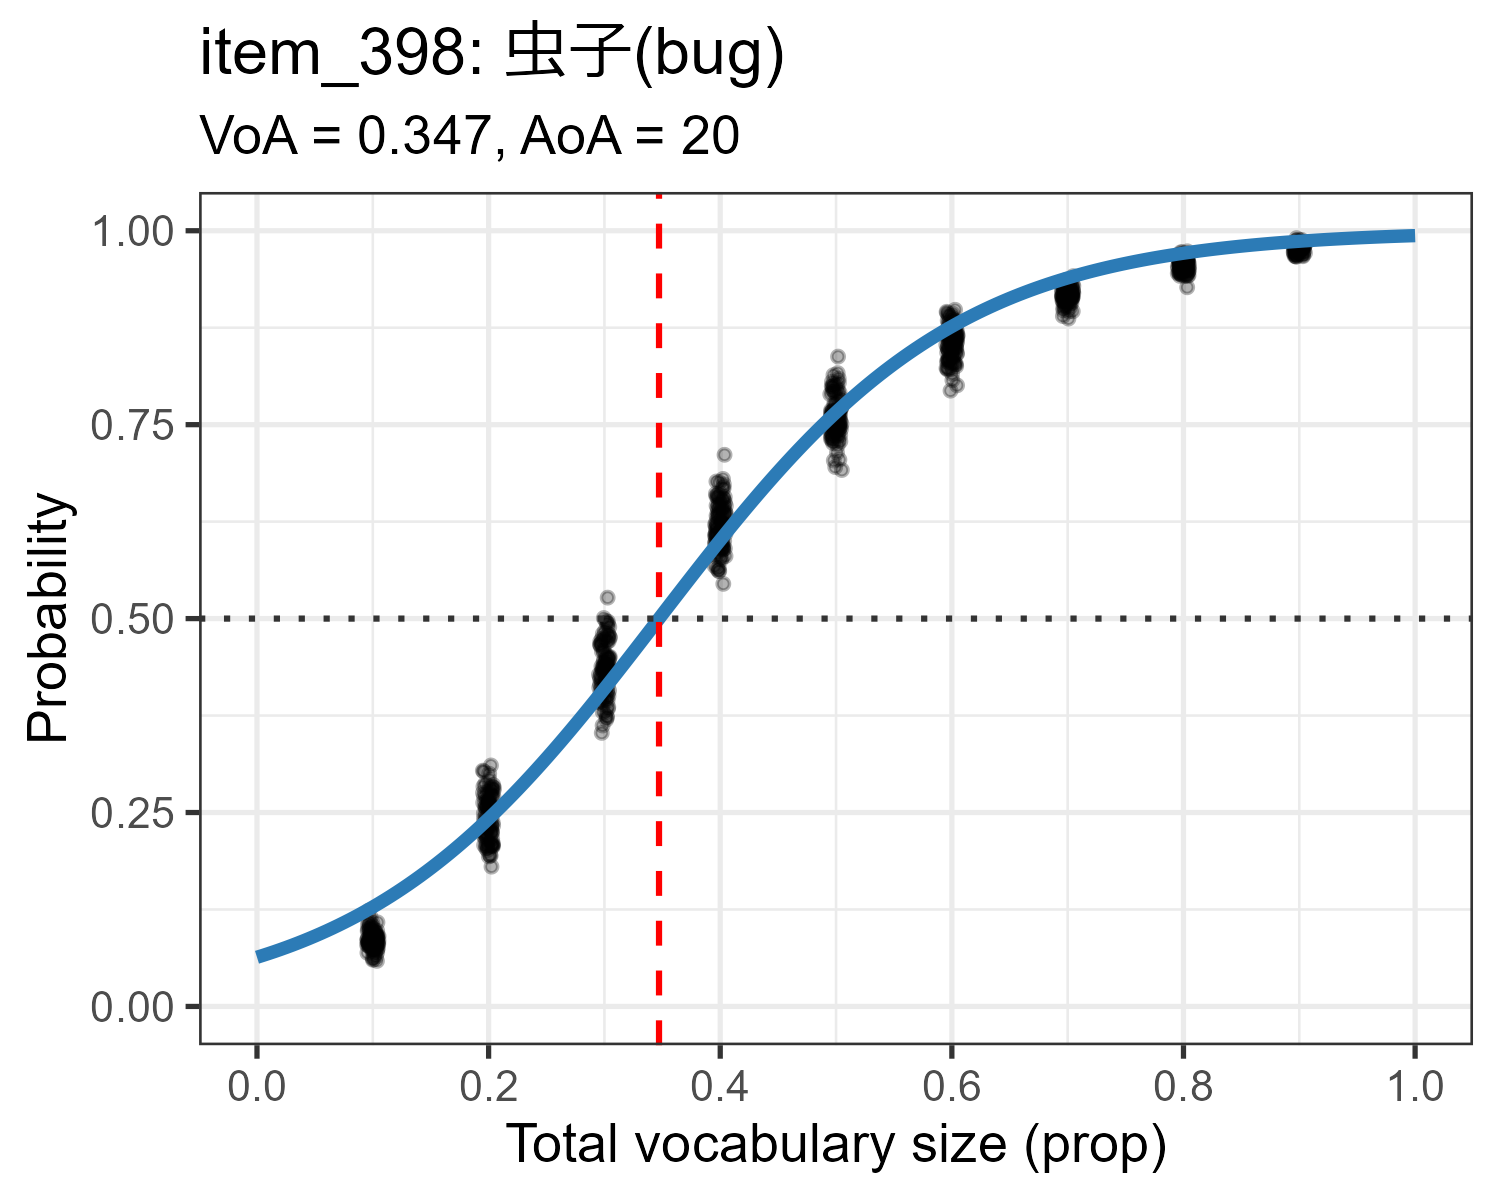 item_398: 虫子(bug)
VoA = 0.347, AoA = 20
1.00
0.75
0.50
0.25
0.00
Probability
0.0 0.2 0.4 0.6 0.8 1.0
Total vocabulary size (prop)